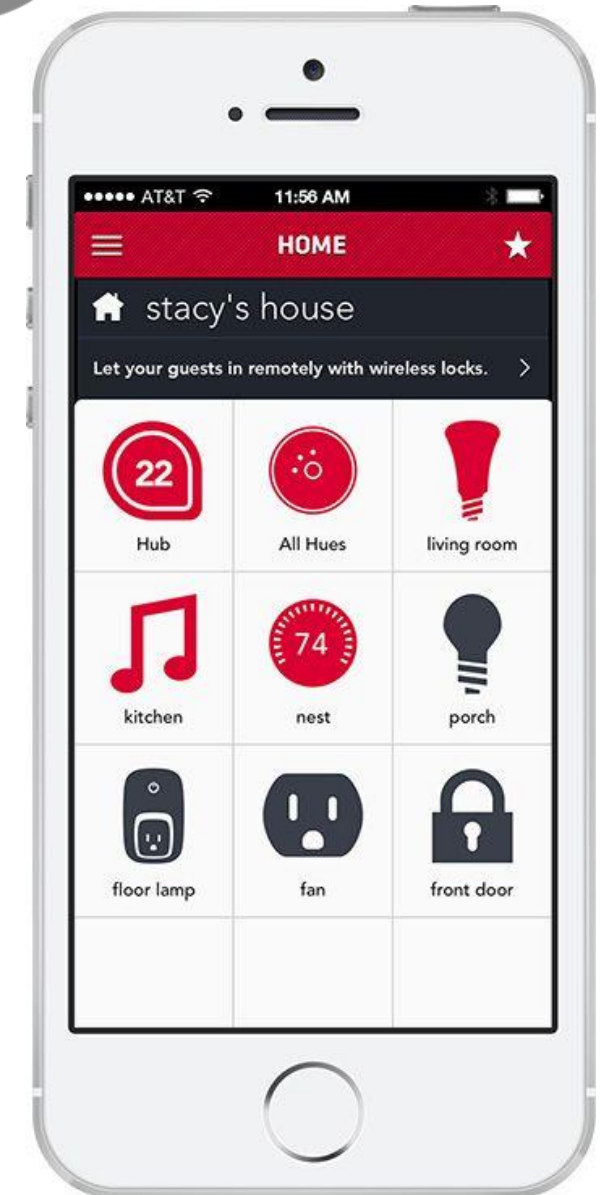 AT&T 11:56 AM
HOME
stacy's house
Let your guests in remotely with wireless locks.
22
Hub All Hues living room
74
kitchen nest porch
floor lamp fan front door